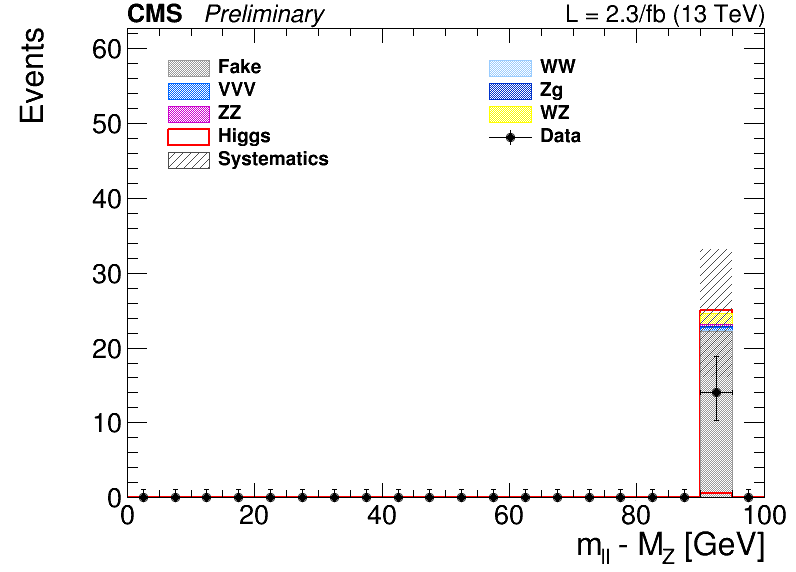 CMS Preliminary L = 2.3/fb (13 TeV)
Events
60
50
40
30
20
10
0
Fake
VVV
ZZ
Higgs
Systematics
WW
Zg
WZ
Data
0 20 40 60 80 100
m_ll - M_Z [GeV]